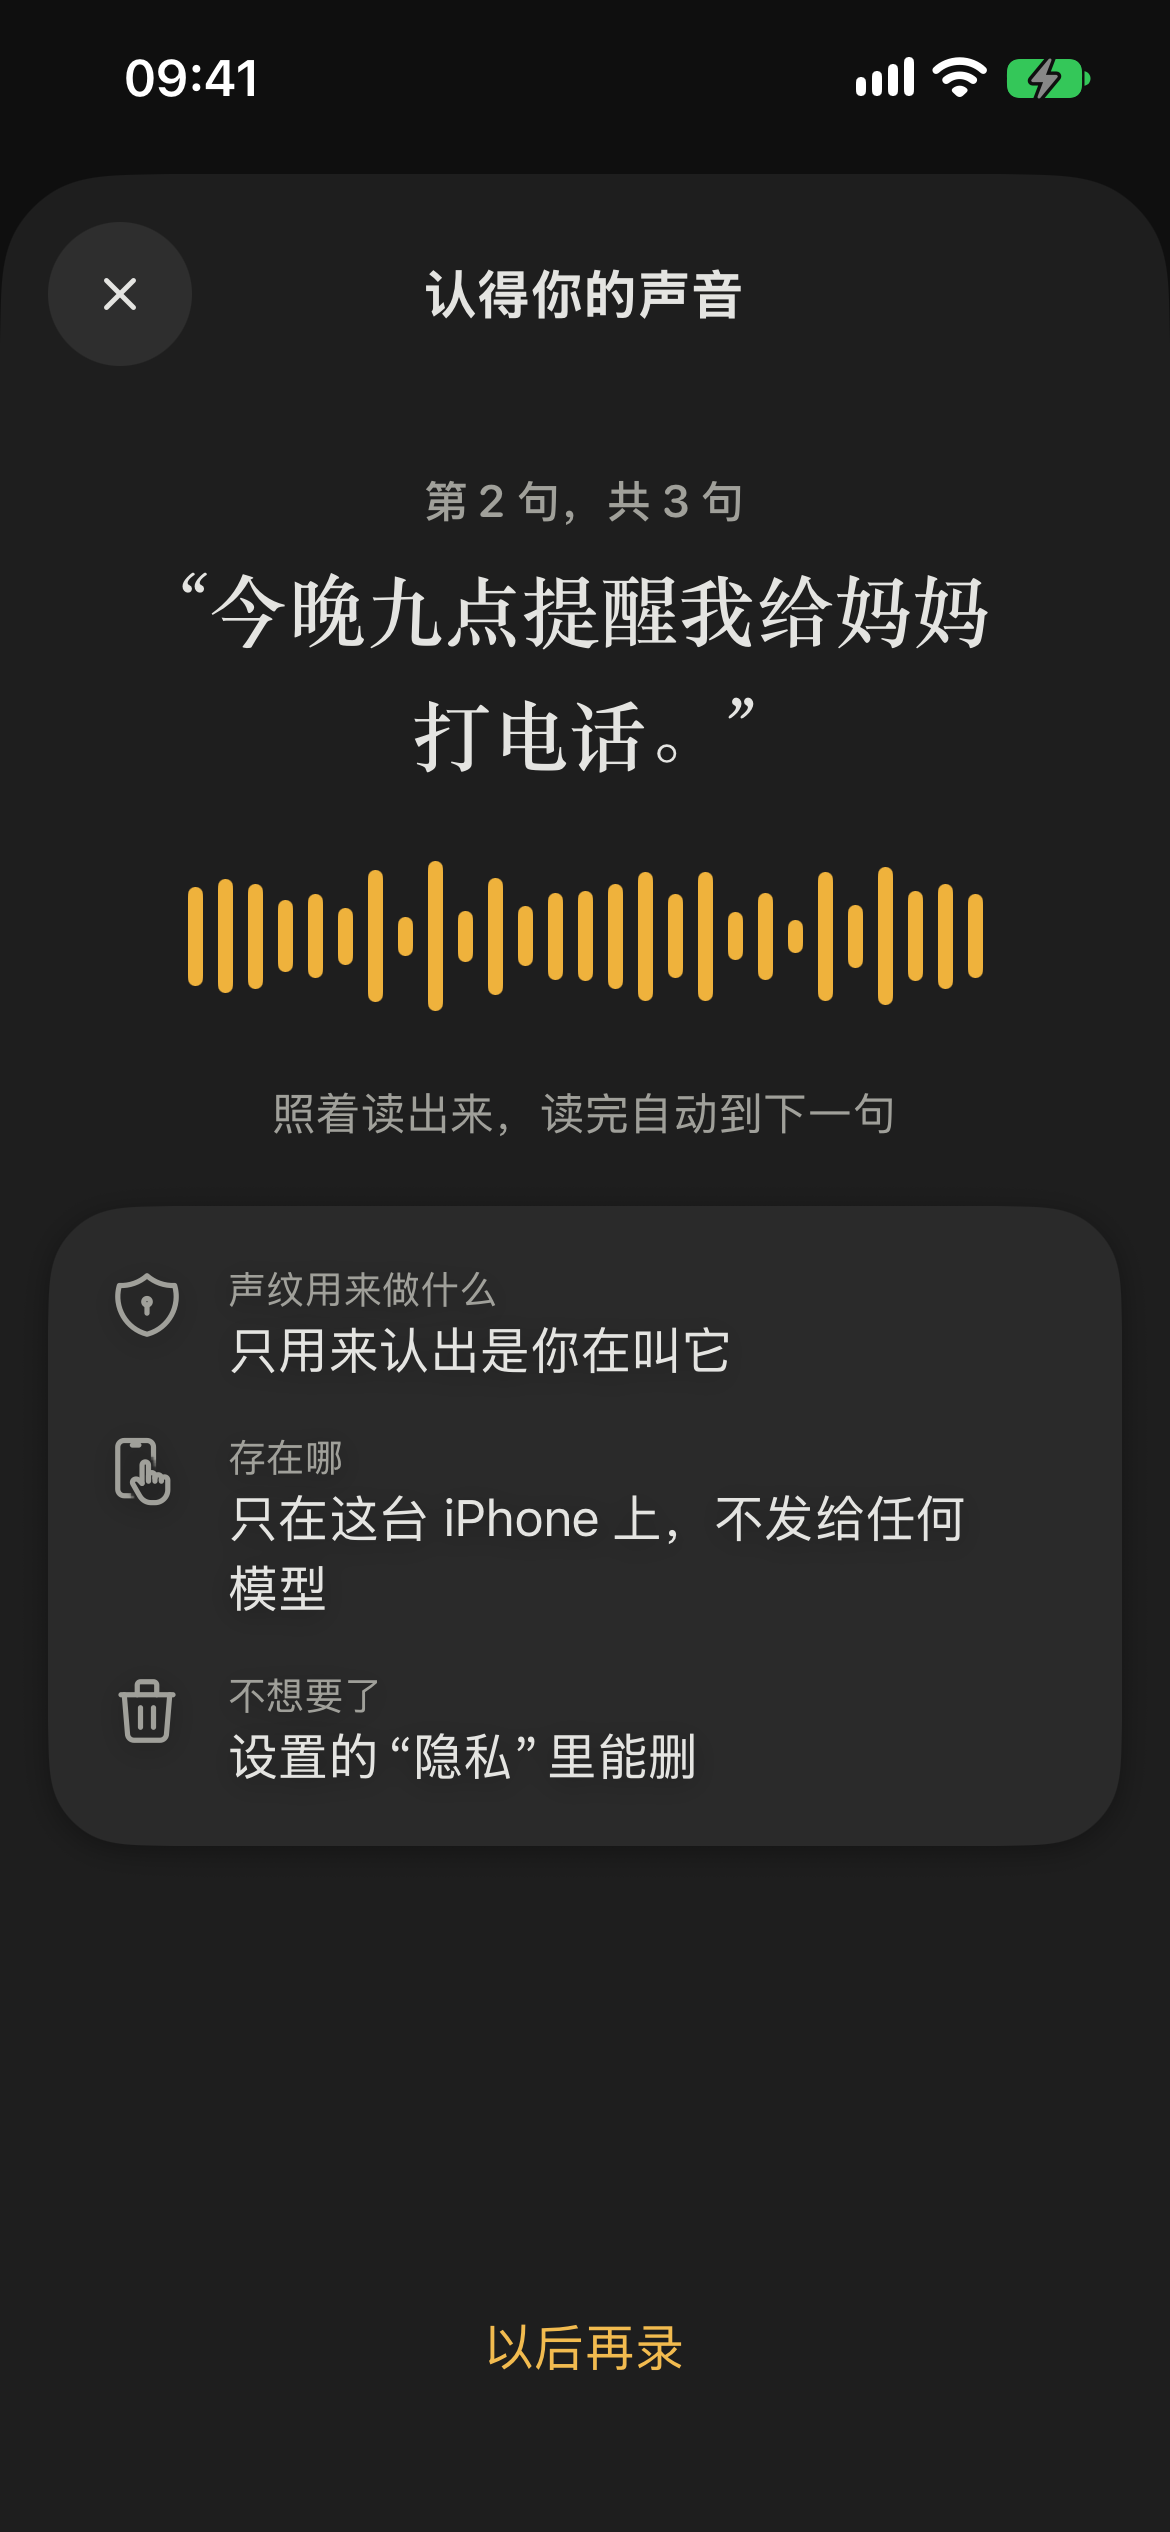 09:41
认得你的声音
第 2 句，共 3 句
“今晚九点提醒我给妈妈
打电话。”
照着读出来，读完自动到下一句
声纹用来做什么
只用来认出是你在叫它
存在哪
只在这台 iPhone 上，不发给任何
模型
不想要了
设置的 “隐私” 里能删
以后再录